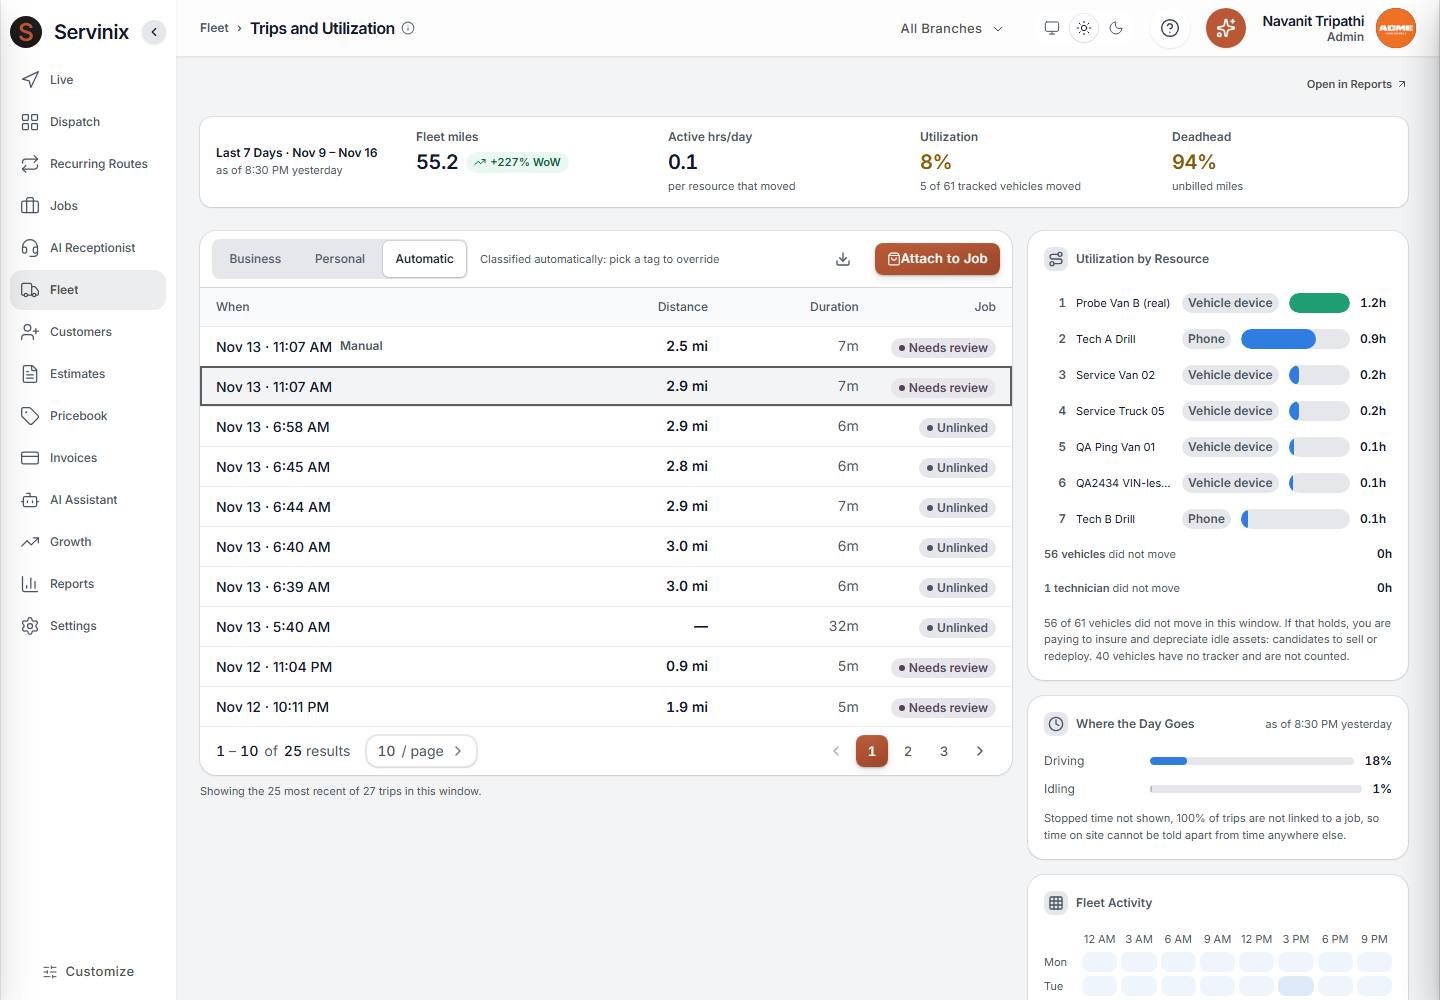 Servinix
Live
Dispatch
Recurring Routes
Jobs
AI Receptionist
Fleet
Customers
Estimates
Pricebook
Invoices
AI Assistant
Growth
Reports
Settings
Customize
Fleet › Trips and Utilization
All Branches
Navanit Tripathi
Admin
ACME
Open in Reports
Last 7 Days · Nov 9 – Nov 16
as of 8:30 PM yesterday
Fleet miles
55.2 +227% WoW
Active hrs/day
0.1
per resource that moved
Utilization
8%
5 of 61 tracked vehicles moved
Deadhead
94%
unbilled miles
Business Personal Automatic Classified automatically: pick a tag to override Attach to Job
When Distance Duration Job
Nov 13 · 11:07 AM Manual 2.5 mi 7m Needs review
Nov 13 · 11:07 AM 2.9 mi 7m Needs review
Nov 13 · 6:58 AM 2.9 mi 6m Unlinked
Nov 13 · 6:45 AM 2.8 mi 6m Unlinked
Nov 13 · 6:44 AM 2.9 mi 7m Unlinked
Nov 13 · 6:40 AM 3.0 mi 6m Unlinked
Nov 13 · 6:39 AM 3.0 mi 6m Unlinked
Nov 13 · 5:40 AM — 32m Unlinked
Nov 12 · 11:04 PM 0.9 mi 5m Needs review
Nov 12 · 10:11 PM 1.9 mi 5m Needs review
1 – 10 of 25 results 10 / page 1 2 3
Showing the 25 most recent of 27 trips in this window.
Utilization by Resource
1 Probe Van B (real) Vehicle device 1.2h
2 Tech A Drill Phone 0.9h
3 Service Van 02 Vehicle device 0.2h
4 Service Truck 05 Vehicle device 0.2h
5 QA Ping Van 01 Vehicle device 0.1h
6 QA2434 VIN-les... Vehicle device 0.1h
7 Tech B Drill Phone 0.1h
56 vehicles did not move 0h
1 technician did not move 0h
56 of 61 vehicles did not move in this window. If that holds, you are
paying to insure and depreciate idle assets: candidates to sell or
redeploy. 40 vehicles have no tracker and are not counted.
Where the Day Goes as of 8:30 PM yesterday
Driving 18%
Idling 1%
Stopped time not shown, 100% of trips are not linked to a job, so
time on site cannot be told apart from time anywhere else.
Fleet Activity
12 AM 3 AM 6 AM 9 AM 12 PM 3 PM 6 PM 9 PM
Mon
Tue